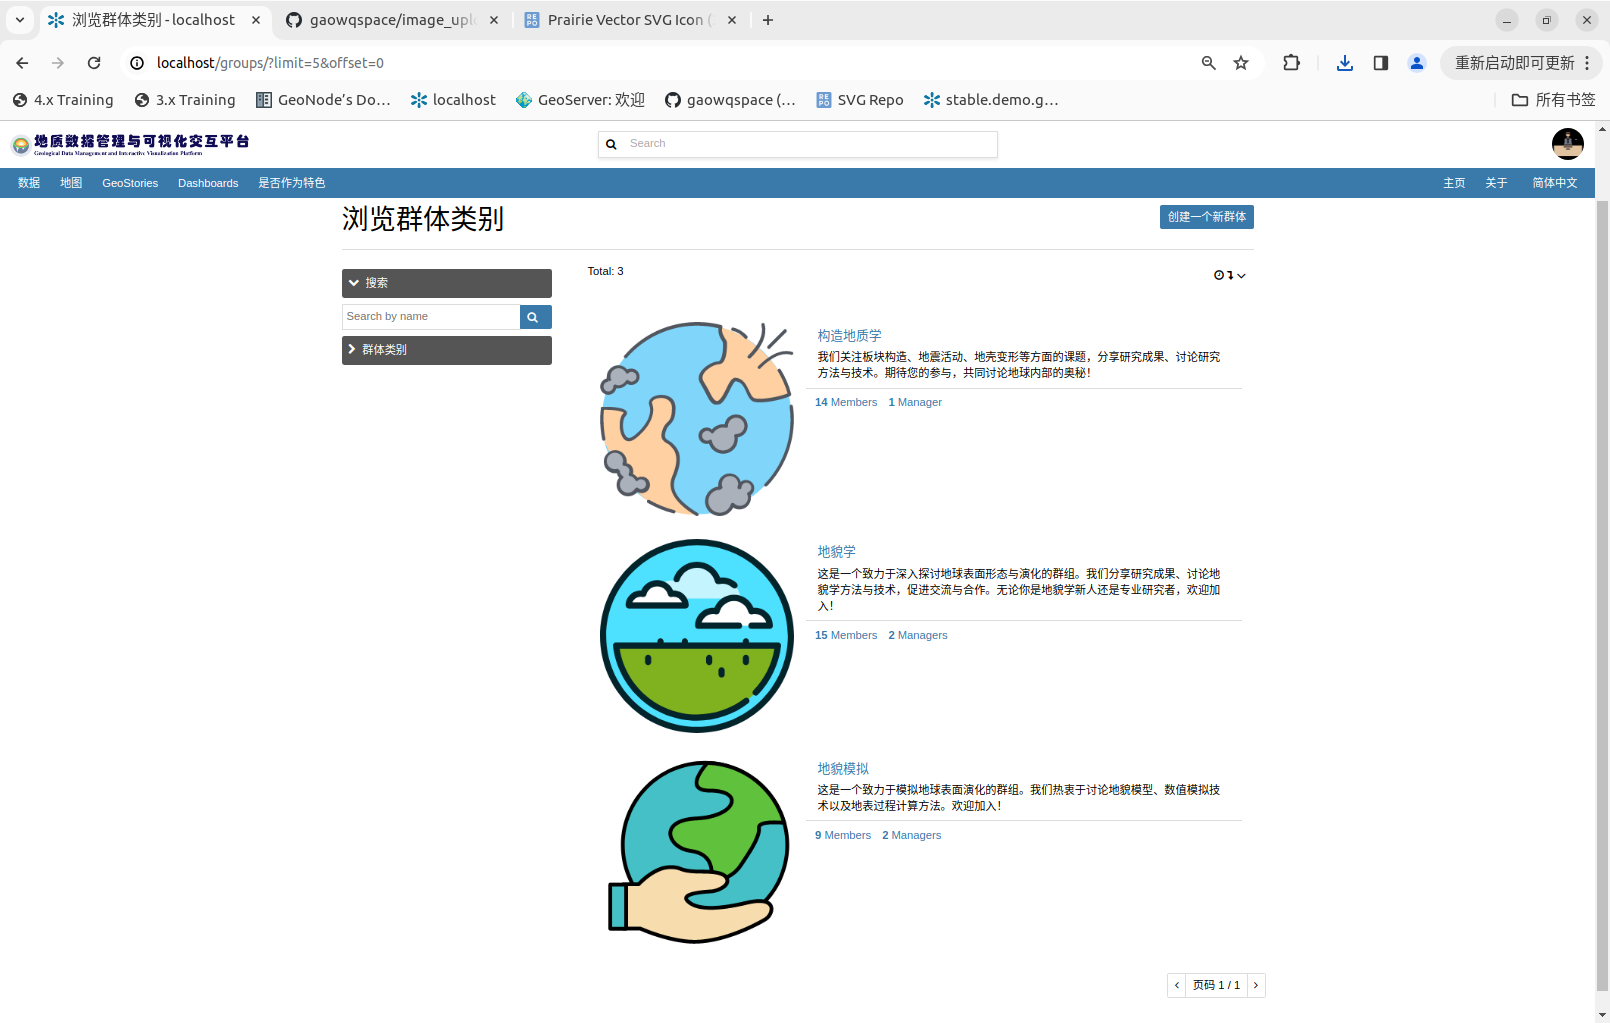 浏览群体类别 - localhost
gaowqspace/image_upl
Prairie Vector SVG Icon (
localhost/groups/?limit=5&offset=0
重新启动即可更新
4.x Training
3.x Training
GeoNode’s Do…
localhost
GeoServer: 欢迎
gaowqspace (…
REPO
SVG Repo
stable.demo.g…
所有书签
地质数据管理与可视化交互平台
Geological Data Management and Interactive Visualization Platform
Search
数据
地图
GeoStories
Dashboards
是否作为特色
主页
关于
简体中文
浏览群体类别
创建一个新群体
搜索
Search by name
群体类别
Total: 3
构造地质学
我们关注板块构造、地震活动、地壳变形等方面的课题，分享研究成果、讨论研究
方法与技术。期待您的参与，共同讨论地球内部的奥秘！
14 Members 1 Manager
地貌学
这是一个致力于深入探讨地球表面形态与演化的群组。我们分享研究成果、讨论地
貌学方法与技术，促进交流与合作。无论你是地貌学新人还是专业研究者，欢迎加
入！
15 Members 2 Managers
地貌模拟
这是一个致力于模拟地球表面演化的群组。我们热衷于讨论地貌模型、数值模拟技
术以及地表过程计算方法。欢迎加入！
9 Members 2 Managers
页码 1 / 1